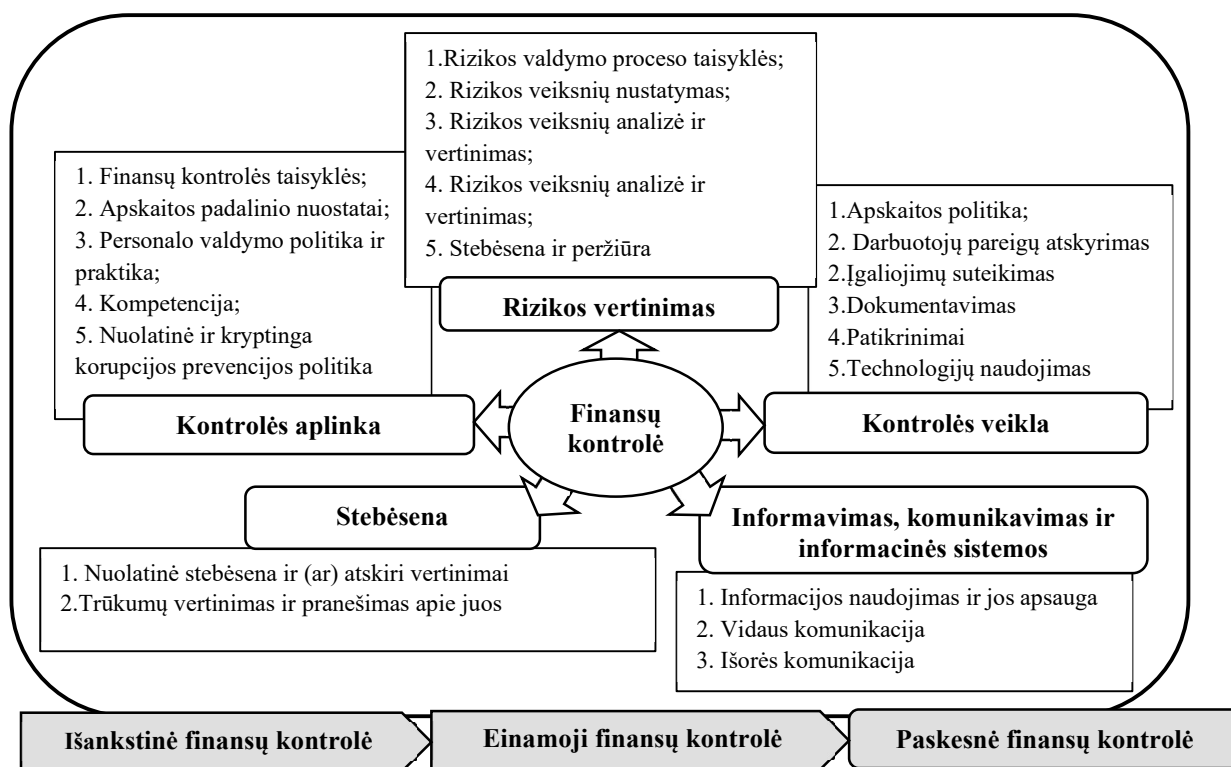 1.Rizikos valdymo proceso taisyklės;
2. Rizikos veiksnių nustatymas;
3. Rizikos veiksnių analizė ir
vertinimas;
4. Rizikos veiksnių analizė ir
vertinimas;
5. Stebėsena ir peržiūra
Rizikos vertinimas
1. Finansų kontrolės taisyklės;
2. Apskaitos padalinio nuostatai;
3. Personalo valdymo politika ir
praktika;
4. Kompetencija;
5. Nuolatinė ir kryptinga
korupcijos prevencijos politika
Kontrolės aplinka
1.Apskaitos politika;
2. Darbuotojų pareigų atskyrimas
2.Įgaliojimų suteikimas
3.Dokumentavimas
4.Patikrinimai
5.Technologijų naudojimas
Kontrolės veikla
Finansų
kontrolė
Stebėsena
1. Nuolatinė stebėsena ir (ar) atskiri vertinimai
2.Trūkumų vertinimas ir pranešimas apie juos
Informavimas, komunikavimas ir
informacinės sistemos
1. Informacijos naudojimas ir jos apsauga
2. Vidaus komunikacija
3. Išorės komunikacija
Išankstinė finansų kontrolė
Einamoji finansų kontrolė
Paskesnė finansų kontrolė